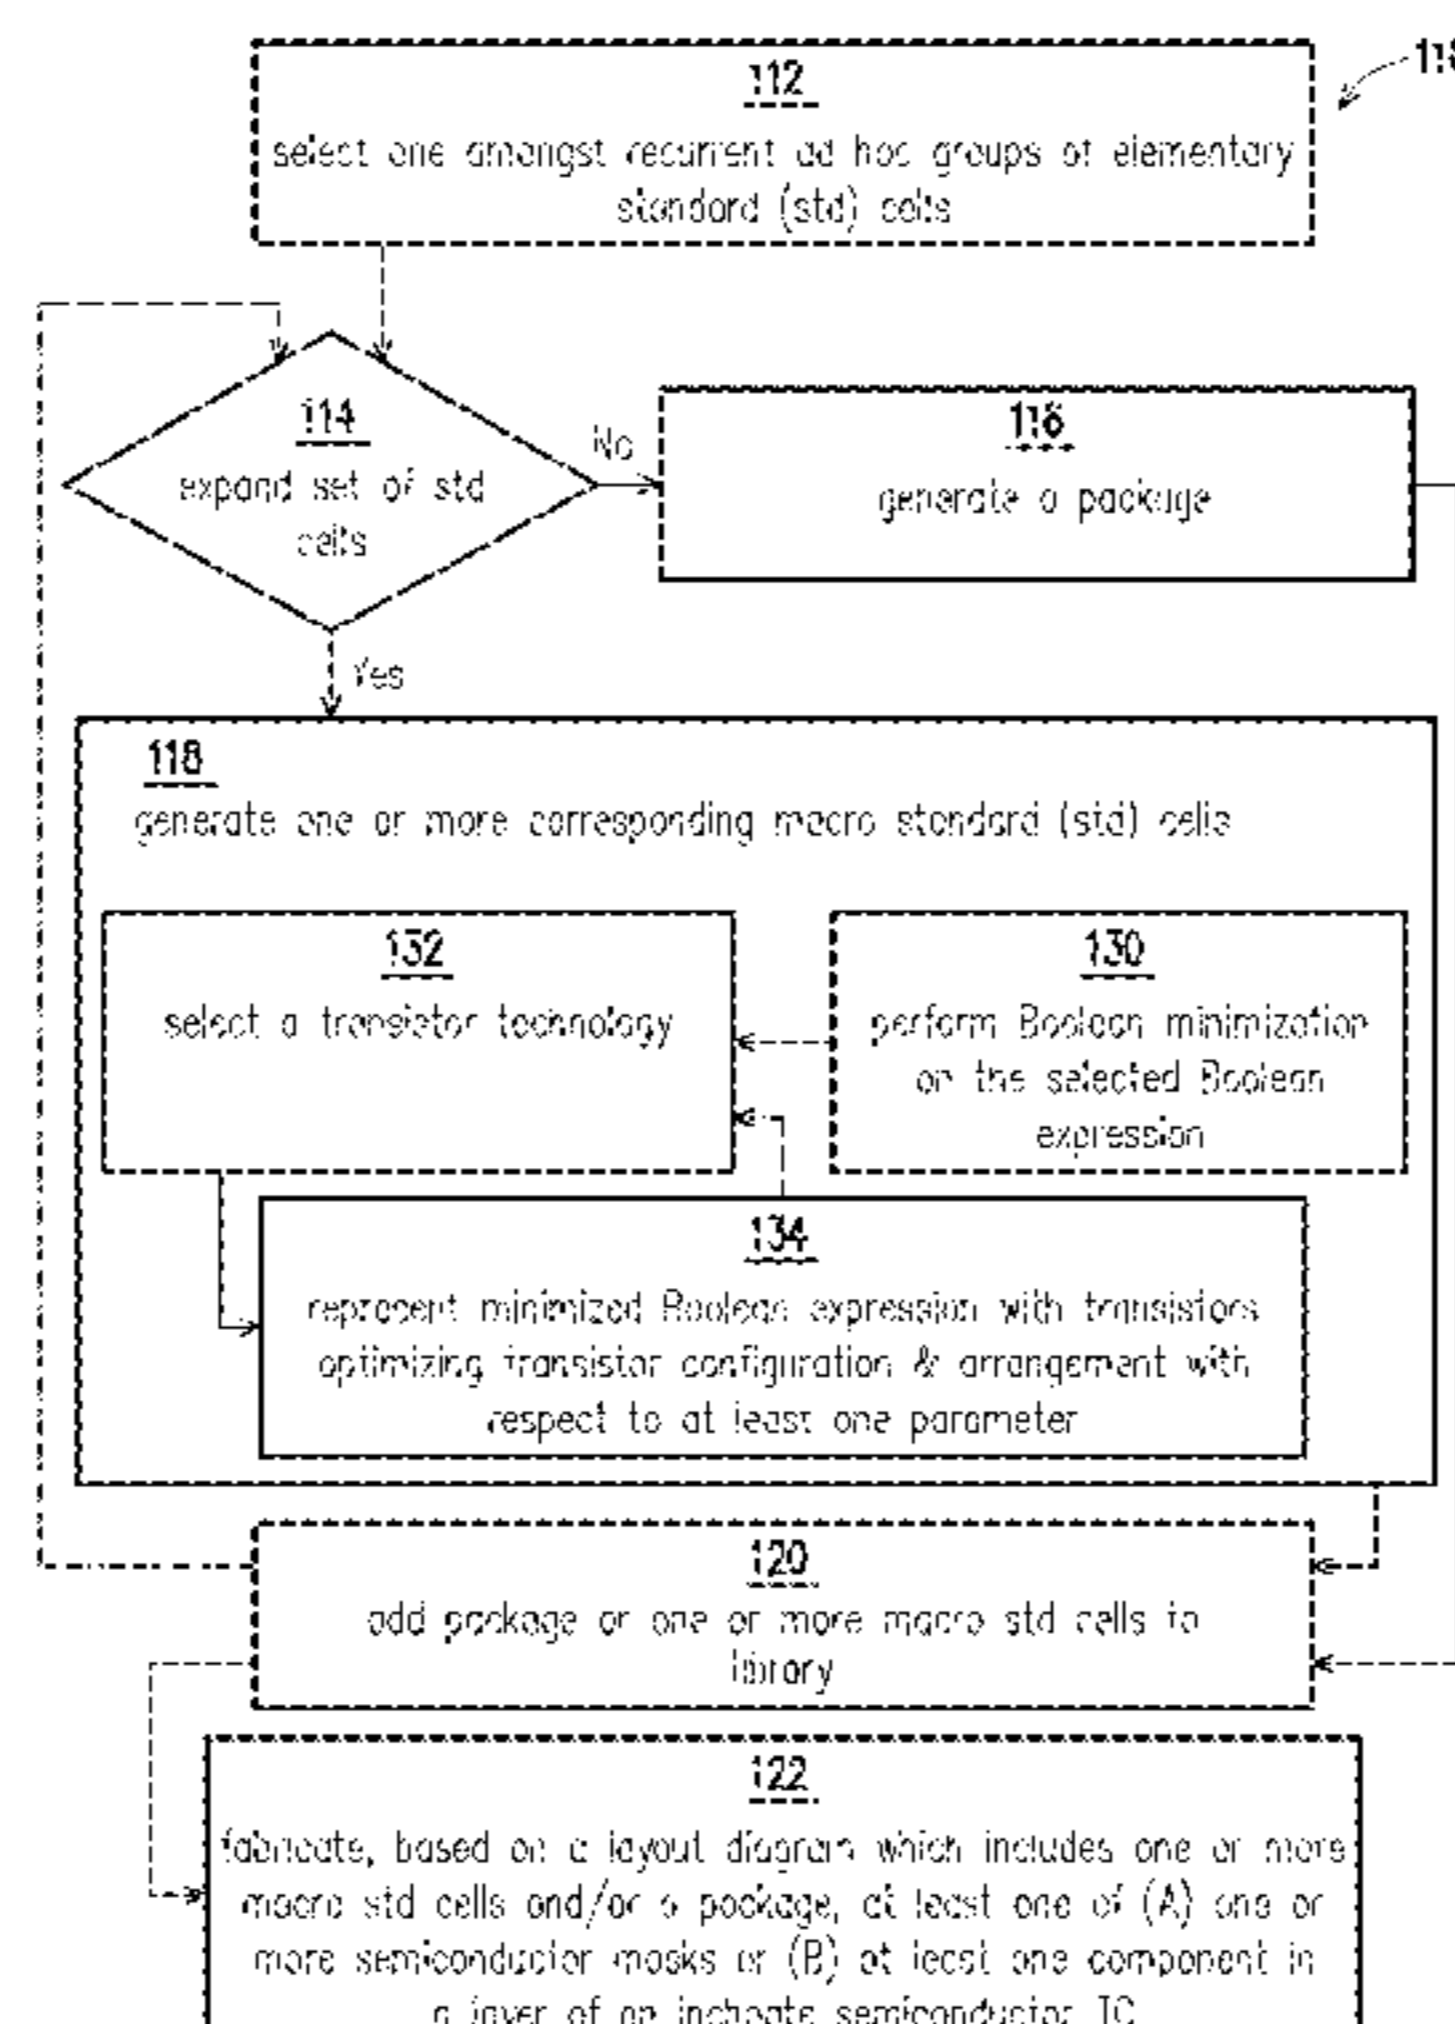 112
select one amongst recurrent ad hoc groups of elementary
standard (std) cells
114
expand set of std
cells
No
116
generate a package
Yes
118
generate one or more corresponding macro standard (std) cells
132
select a transistor technology
130
perform Boolean minimization
on the selected Boolean
expression
134
represent minimized Boolean expression with transistors
optimizing transistor configuration & arrangement with
respect to at least one parameter
120
add package or one or more macro std cells to
library
122
fabricate, based on a layout diagram which includes one or more
macro std cells and/or a package, at least one of (A) one or
more semiconductor masks or (B) at least one component in
a layer of an inchoate semiconductor IC